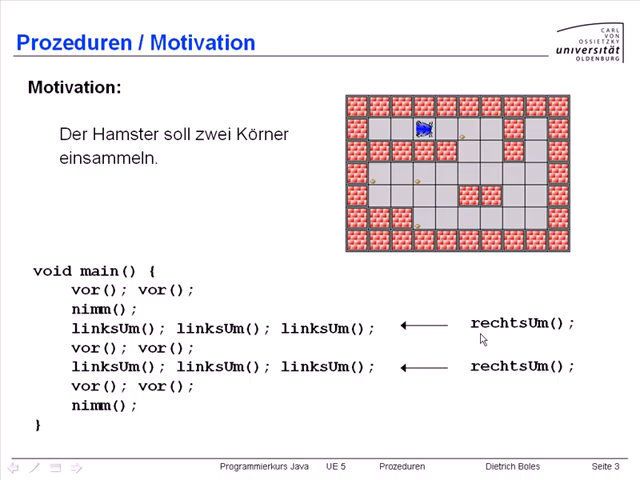 Prozeduren / Motivation
CARL
VON
OSSIETZKY
universität
OLDENBURG
Motivation:
Der Hamster soll zwei Körner
einsammeln.
void main() {
vor(); vor();
nimm();
linksUm(); linksUm(); linksUm();
rechtsUm();
vor(); vor();
linksUm(); linksUm(); linksUm();
rechtsUm();
vor(); vor();
nimm();
}
Programmierkurs Java UE 5 Prozeduren Dietrich Boles Seite 3